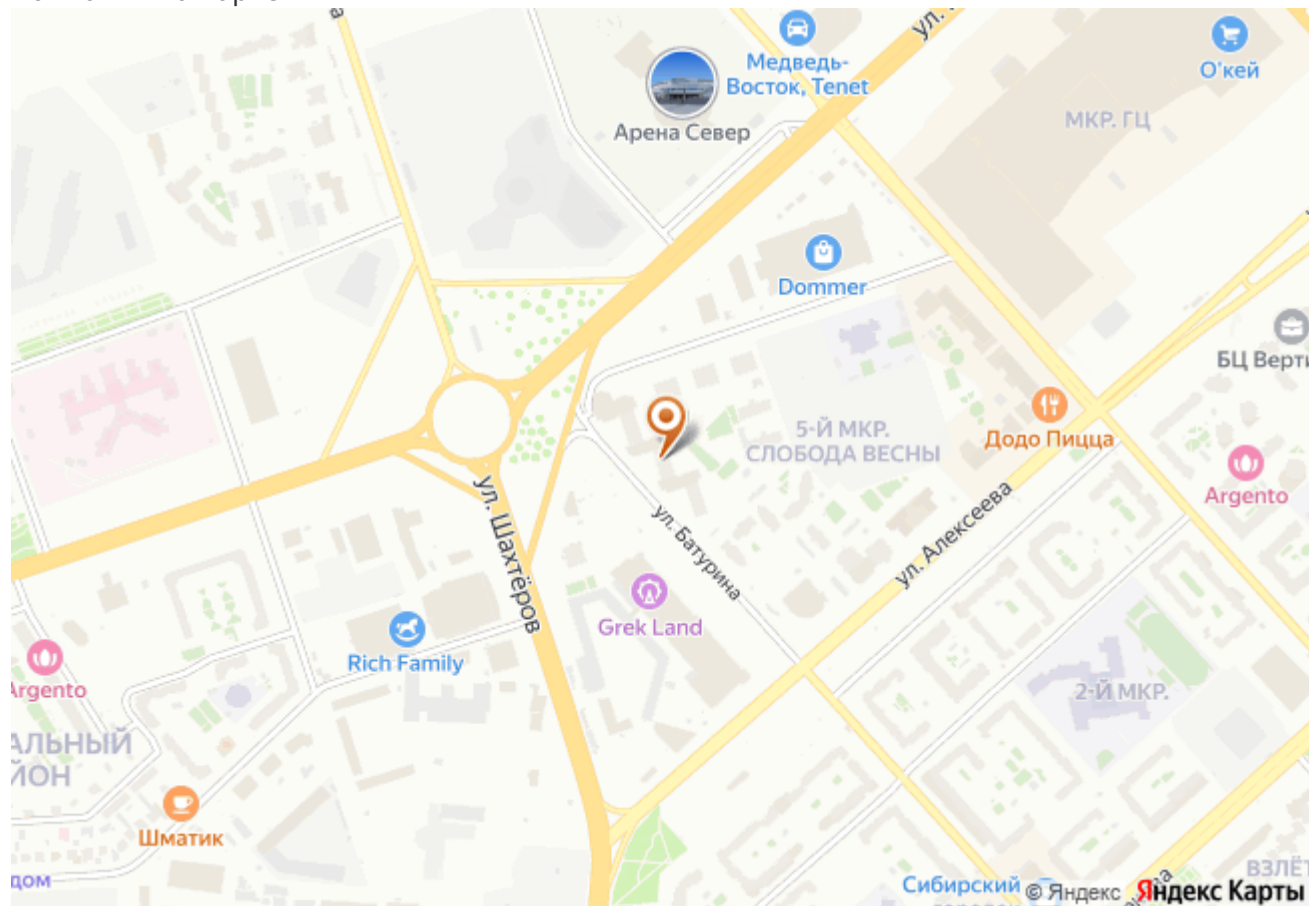 ул.
О'кей
Медведь-
Восток, Tenet
Арена Север
МКР. ГЦ
Dommer
БЦ Верти
5-Й МКР.
СЛОБОДА ВЕСНЫ
Додо Пицца
Argento
ул. Шахтёров
ул. Батурина
ул. Алексеева
Grek Land
Rich Family
Argento
2-Й МКР.
АЛЬНЫЙ
ЙОН
Шматик
дом
ВЗЛЁТ
Сибирский
© Яндекс Яндекс Карты